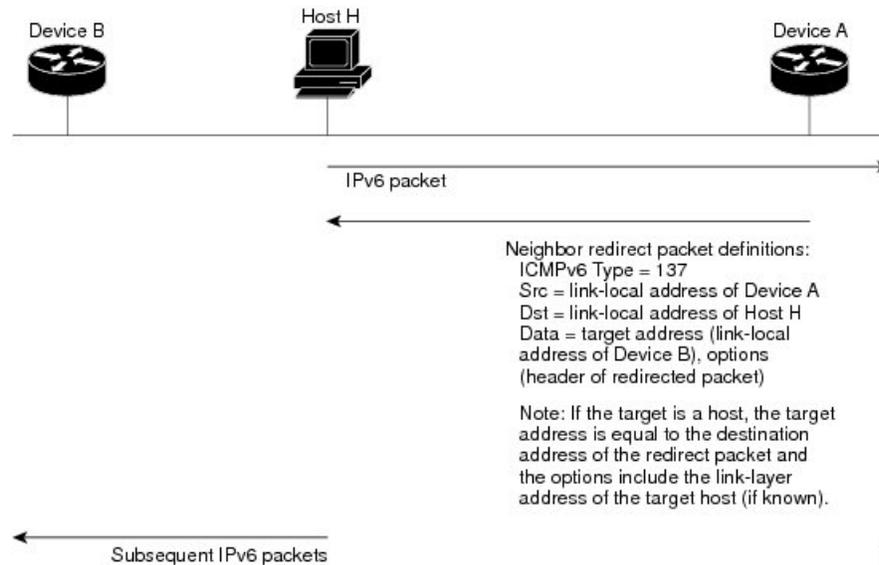 Host H
Device B
Device A
IPv6 packet
Neighbor redirect packet definitions:
ICMPv6 Type = 137
Src = link-local address of Device A
Dst = link-local address of Host H
Data = target address (link-local
address of Device B), options
(header of redirected packet)
Note: If the target is a host, the target
address is equal to the destination
address of the redirect packet and
the options include the link-layer
address of the target host (if known).
Subsequent IPv6 packets